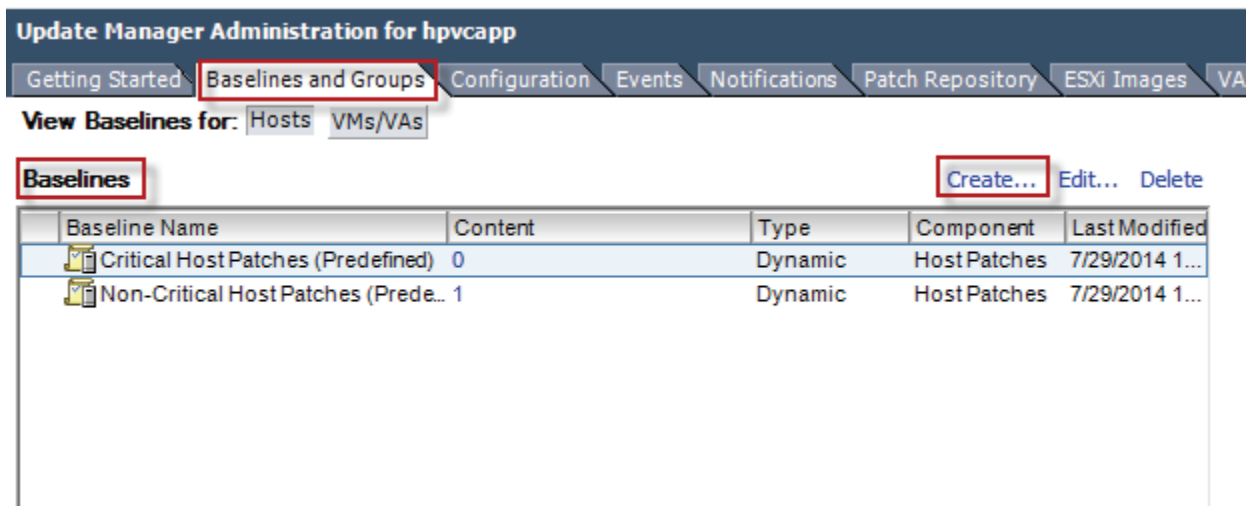 Update Manager Administration for hpvcapp
Getting Started Baselines and Groups Configuration Events Notifications Patch Repository ESXi Images VA
View Baselines for: Hosts VMs/VAs
Baselines Create... Edit... Delete
Baseline Name Content Type Component Last Modified
Critical Host Patches (Predefined) 0 Dynamic Host Patches 7/29/2014 1...
Non-Critical Host Patches (Prede... 1 Dynamic Host Patches 7/29/2014 1...